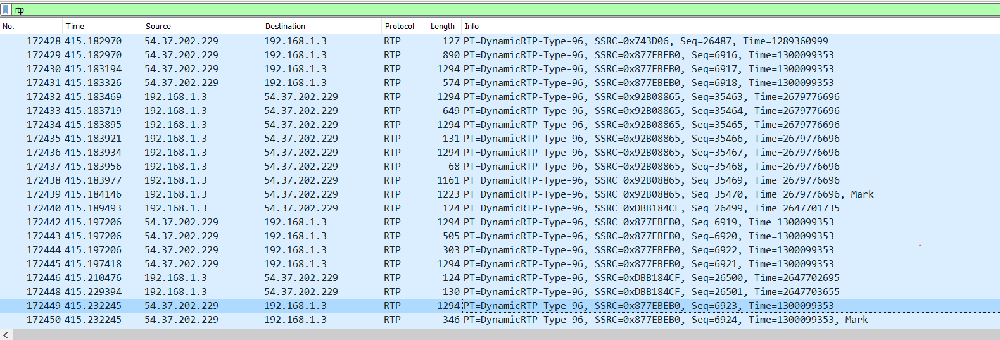 rtp
No. Time Source Destination Protocol Length Info
172428 415.182970 54.37.202.229 192.168.1.3 RTP 127 PT=DynamicRTP-Type-96, SSRC=0x743D06, Seq=26487, Time=1289360999
172429 415.182970 54.37.202.229 192.168.1.3 RTP 890 PT=DynamicRTP-Type-96, SSRC=0x877EBEB0, Seq=6916, Time=1300099353
172430 415.183194 54.37.202.229 192.168.1.3 RTP 1294 PT=DynamicRTP-Type-96, SSRC=0x877EBEB0, Seq=6917, Time=1300099353
172431 415.183326 54.37.202.229 192.168.1.3 RTP 574 PT=DynamicRTP-Type-96, SSRC=0x877EBEB0, Seq=6918, Time=1300099353
172432 415.183469 192.168.1.3 54.37.202.229 RTP 1294 PT=DynamicRTP-Type-96, SSRC=0x92B08865, Seq=35463, Time=2679776696
172433 415.183719 192.168.1.3 54.37.202.229 RTP 649 PT=DynamicRTP-Type-96, SSRC=0x92B08865, Seq=35464, Time=2679776696
172434 415.183895 192.168.1.3 54.37.202.229 RTP 1294 PT=DynamicRTP-Type-96, SSRC=0x92B08865, Seq=35465, Time=2679776696
172435 415.183921 192.168.1.3 54.37.202.229 RTP 131 PT=DynamicRTP-Type-96, SSRC=0x92B08865, Seq=35466, Time=2679776696
172436 415.183934 192.168.1.3 54.37.202.229 RTP 1294 PT=DynamicRTP-Type-96, SSRC=0x92B08865, Seq=35467, Time=2679776696
172437 415.183956 192.168.1.3 54.37.202.229 RTP 68 PT=DynamicRTP-Type-96, SSRC=0x92B08865, Seq=35468, Time=2679776696
172438 415.183977 192.168.1.3 54.37.202.229 RTP 1161 PT=DynamicRTP-Type-96, SSRC=0x92B08865, Seq=35469, Time=2679776696
172439 415.184146 192.168.1.3 54.37.202.229 RTP 1223 PT=DynamicRTP-Type-96, SSRC=0x92B08865, Seq=35470, Time=2679776696, Mark
172440 415.189493 192.168.1.3 54.37.202.229 RTP 124 PT=DynamicRTP-Type-96, SSRC=0xDBB184CF, Seq=26499, Time=2647701735
172442 415.197206 54.37.202.229 192.168.1.3 RTP 1294 PT=DynamicRTP-Type-96, SSRC=0x877EBEB0, Seq=6919, Time=1300099353
172443 415.197206 54.37.202.229 192.168.1.3 RTP 505 PT=DynamicRTP-Type-96, SSRC=0x877EBEB0, Seq=6920, Time=1300099353
172444 415.197206 54.37.202.229 192.168.1.3 RTP 303 PT=DynamicRTP-Type-96, SSRC=0x877EBEB0, Seq=6922, Time=1300099353
172445 415.197418 54.37.202.229 192.168.1.3 RTP 1294 PT=DynamicRTP-Type-96, SSRC=0x877EBEB0, Seq=6921, Time=1300099353
172446 415.210476 192.168.1.3 54.37.202.229 RTP 124 PT=DynamicRTP-Type-96, SSRC=0xDBB184CF, Seq=26500, Time=2647702695
172448 415.229394 192.168.1.3 54.37.202.229 RTP 130 PT=DynamicRTP-Type-96, SSRC=0xDBB184CF, Seq=26501, Time=2647703655
172449 415.232245 54.37.202.229 192.168.1.3 RTP 1294 PT=DynamicRTP-Type-96, SSRC=0x877EBEB0, Seq=6923, Time=1300099353
172450 415.232245 54.37.202.229 192.168.1.3 RTP 346 PT=DynamicRTP-Type-96, SSRC=0x877EBEB0, Seq=6924, Time=1300099353, Mark